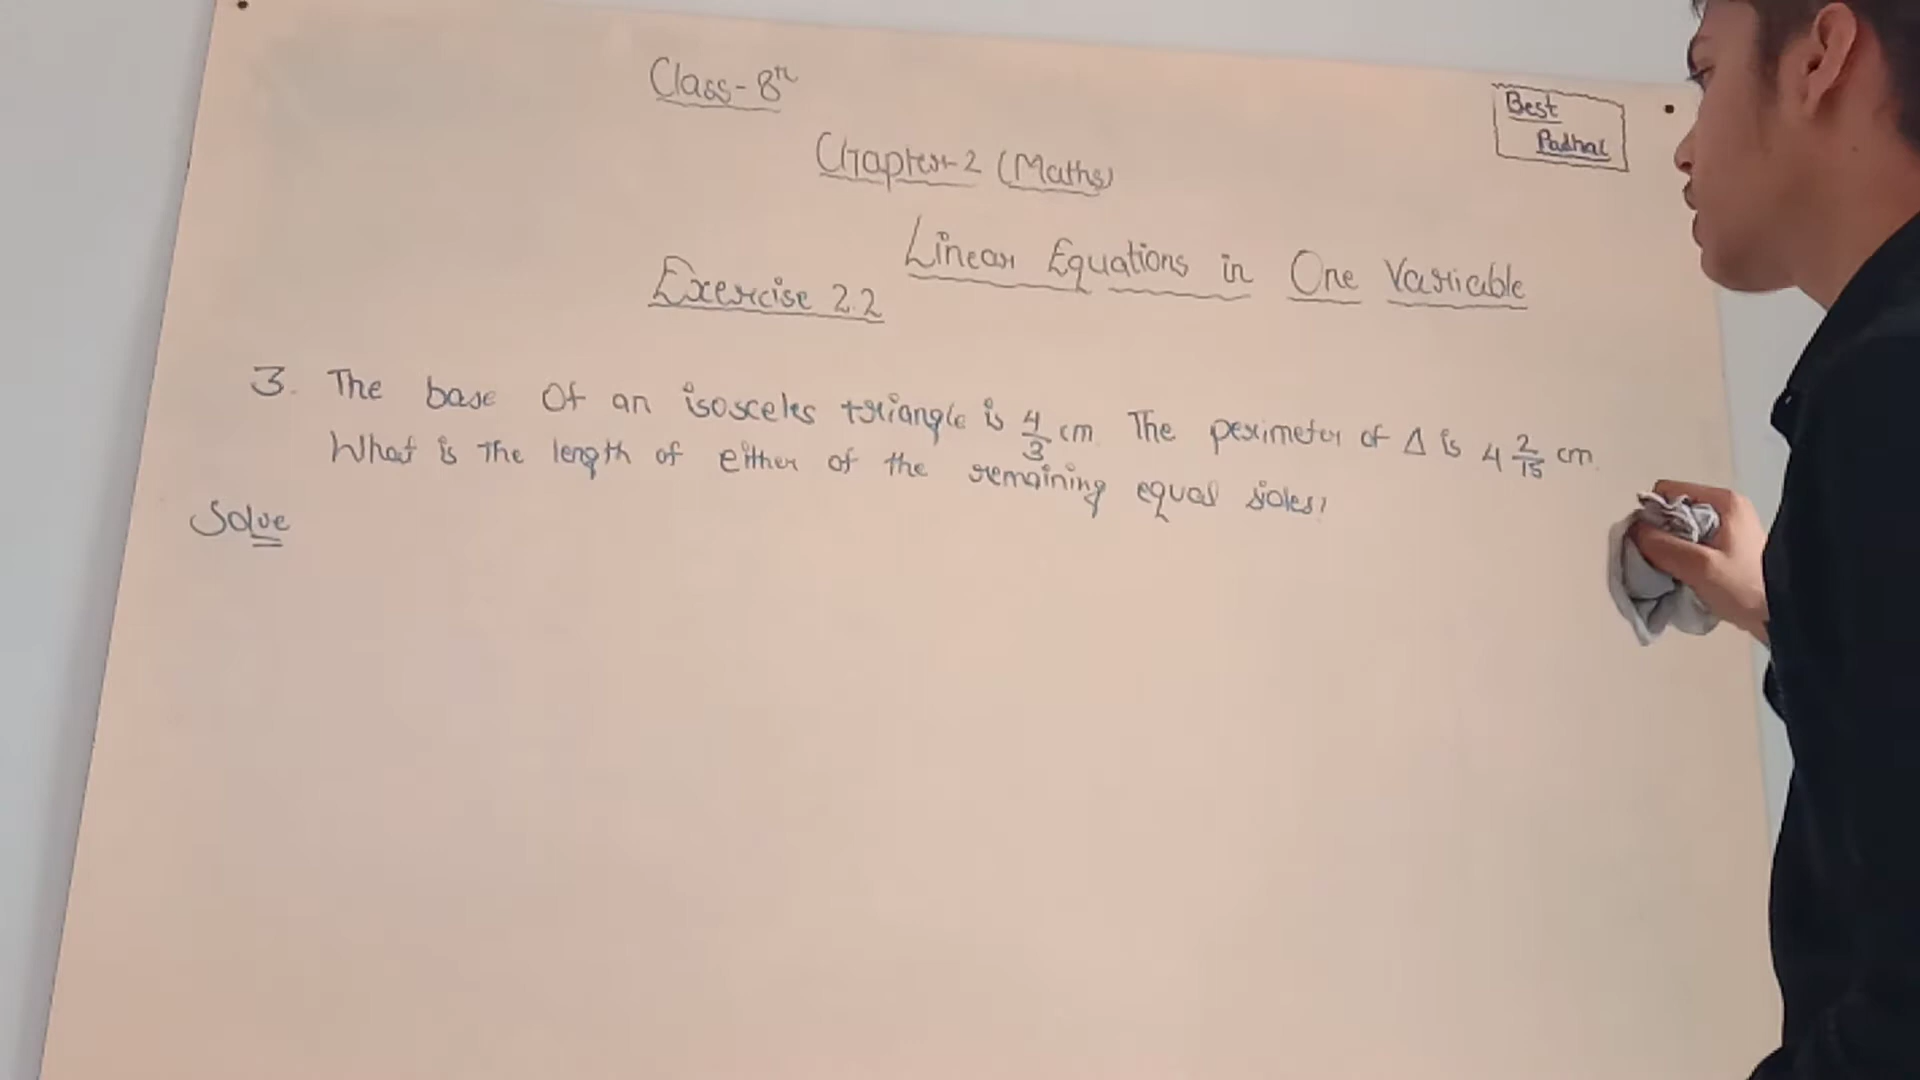 Class-8th
Best
Padhai
Chapter-2 (Maths)
Linear Equations in One Variable
Exercise 2.2
3. The base of an isosceles triangle is 4/3 cm. The perimeter of Δ is 4 2/15 cm.
What is the length of either of the remaining equal sides?
Solve